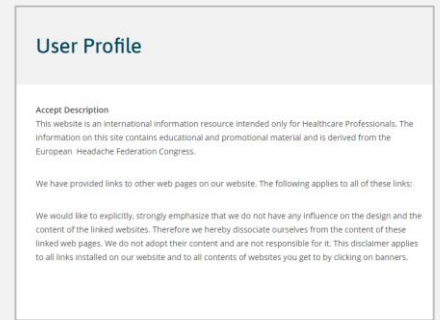 User Profile
Accept Description
This website is an international information resource intended only for Healthcare Professionals. The
information on this site contains educational and promotional material and is derived from the
European Headache Federation Congress.
We have provided links to other web pages on our website. The following applies to all of these links:
We would like to explicitly, strongly emphasize that we do not have any influence on the design and the
content of the linked websites. Therefore we hereby dissociate ourselves from the content of these
linked web pages. We do not adopt their content and are not responsible for it. This disclaimer applies
to all links installed on our website and to all contents of websites you get to by clicking on banners.